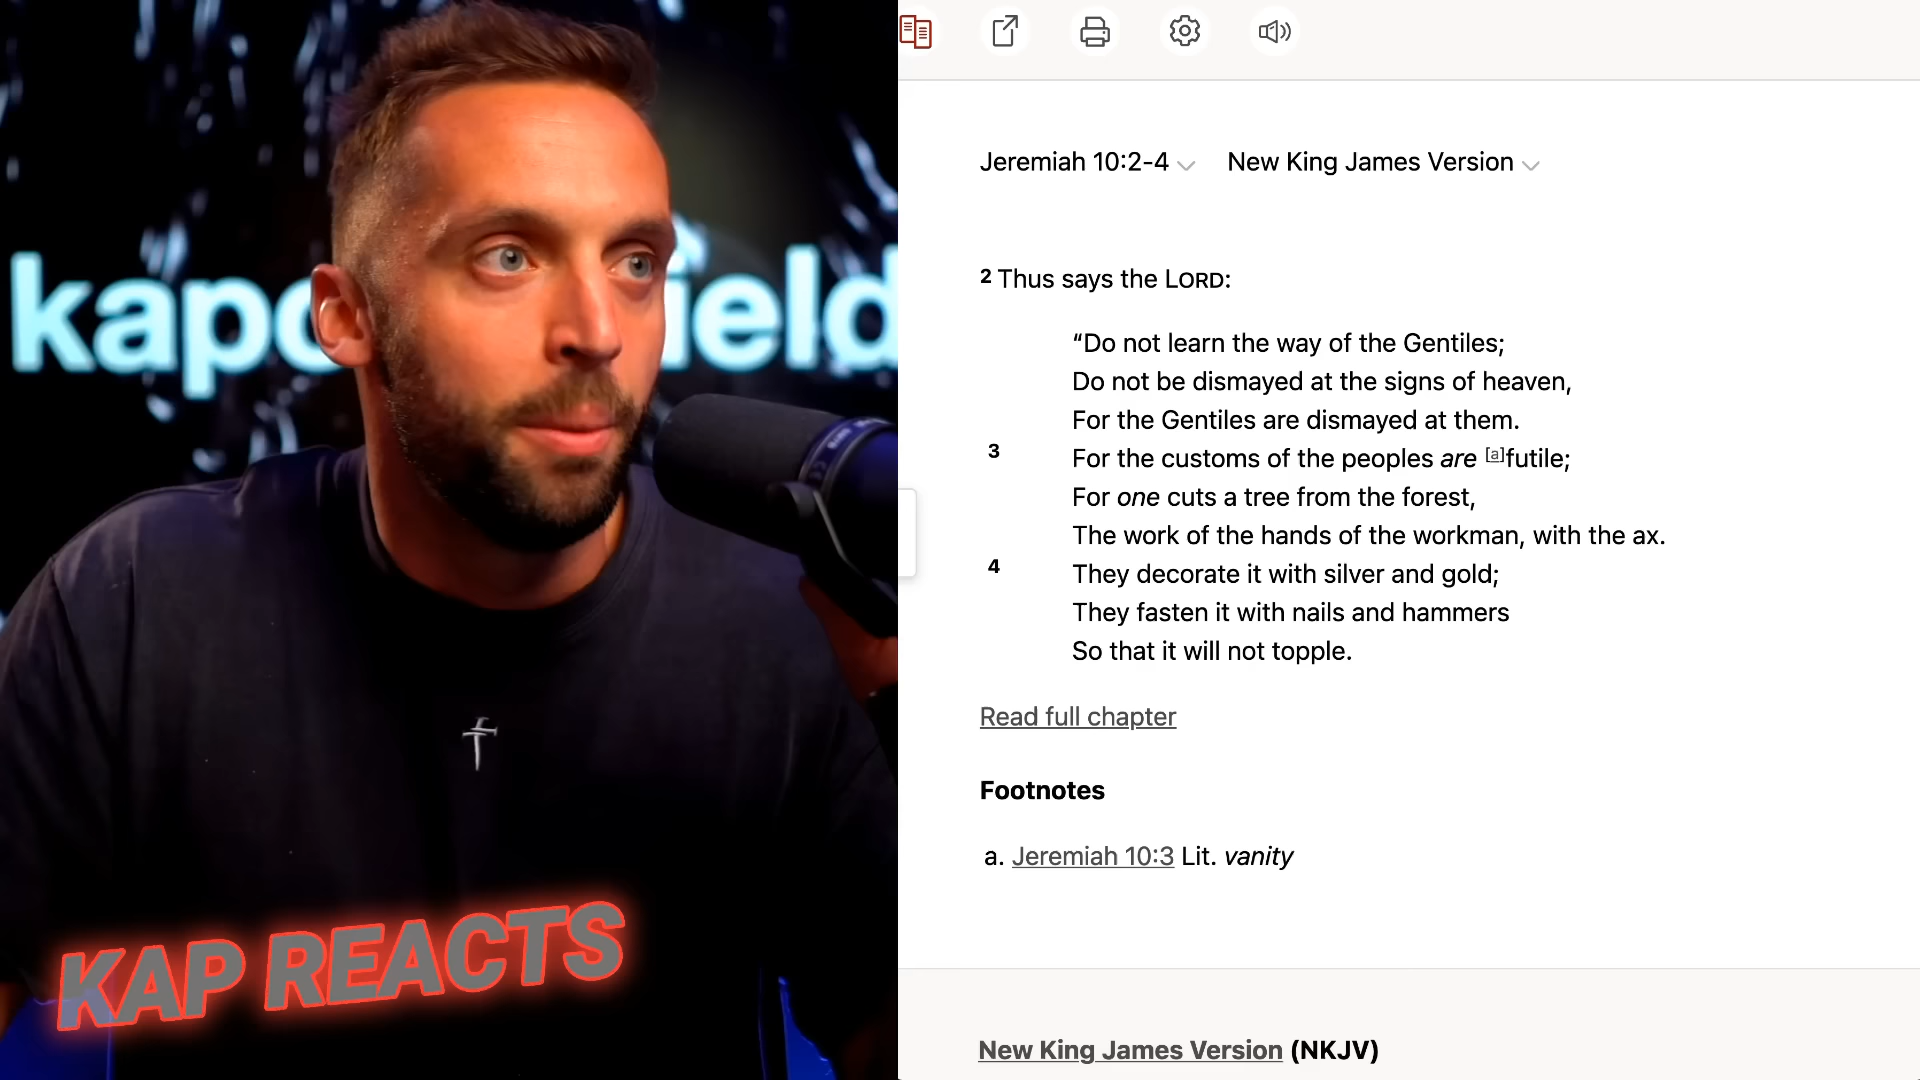 kapc
ield
KAP REACTS
Jeremiah 10:2-4
New King James Version
2 Thus says the LORD:
“Do not learn the way of the Gentiles;
Do not be dismayed at the signs of heaven,
For the Gentiles are dismayed at them.
3 For the customs of the peoples are [a]futile;
For one cuts a tree from the forest,
The work of the hands of the workman, with the ax.
4 They decorate it with silver and gold;
They fasten it with nails and hammers
So that it will not topple.
Read full chapter
Footnotes
a. Jeremiah 10:3 Lit. vanity
New King James Version (NKJV)